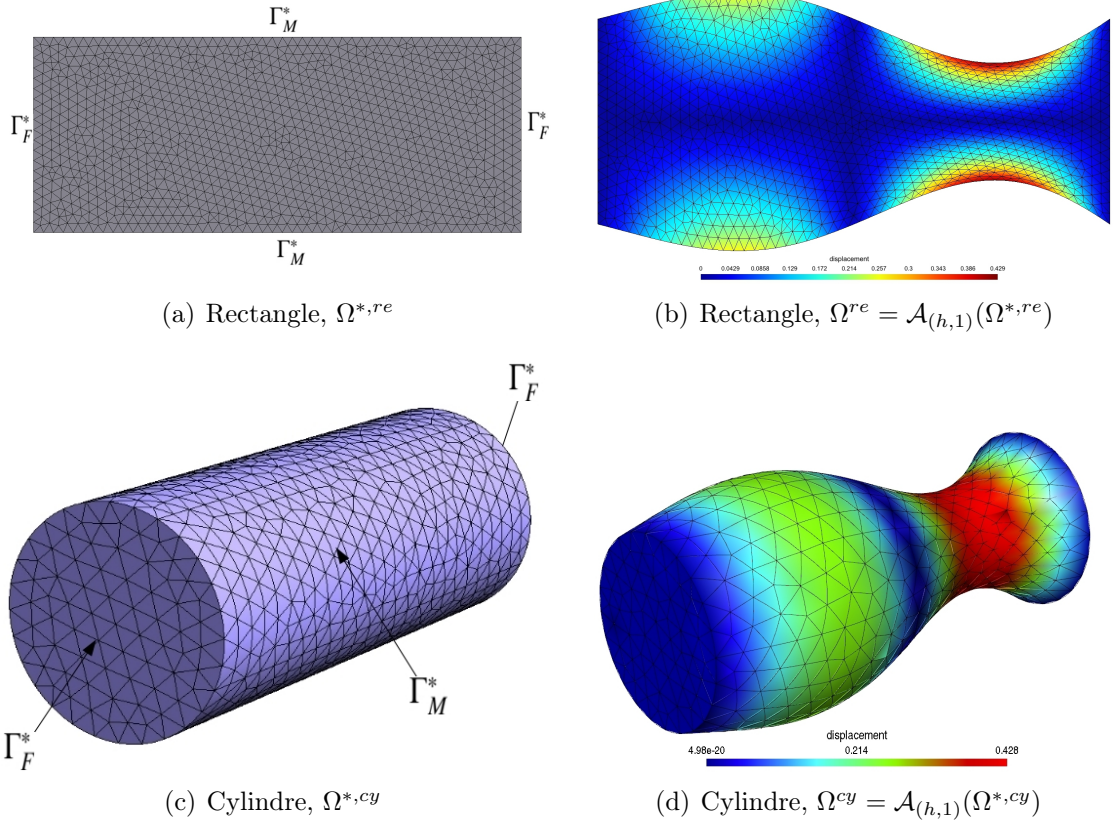 Γ*_M
Γ*_F
Γ*_F
Γ*_M
displacement
0 0.0429 0.0858 0.129 0.172 0.214 0.257 0.3 0.343 0.386 0.429
(a) Rectangle, Ω^{*,re}
(b) Rectangle, Ω^{re} = 𝒜_{(h,1)}(Ω^{*,re})
Γ*_F
Γ*_M
Γ*_F
displacement
4.98e-20 0.214 0.428
(c) Cylindre, Ω^{*,cy}
(d) Cylindre, Ω^{cy} = 𝒜_{(h,1)}(Ω^{*,cy})